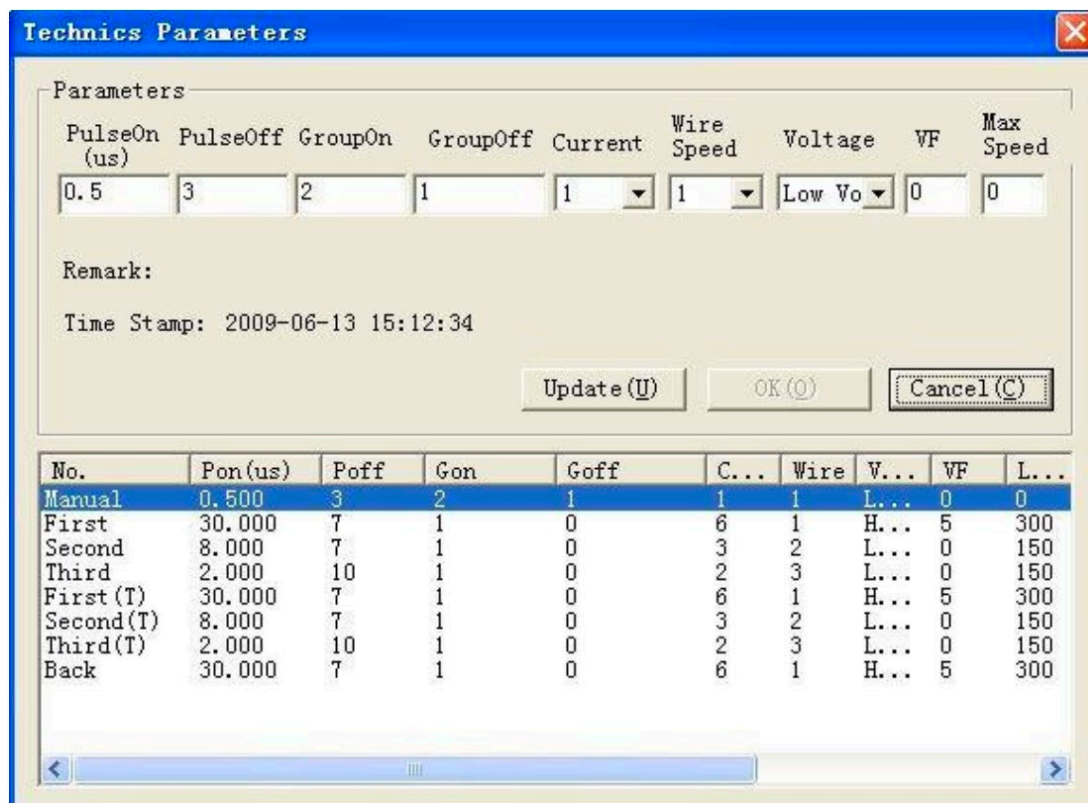 Technics Parameters
Parameters
PulseOn (us) PulseOff GroupOn GroupOff Current Wire Speed Voltage VF Max Speed
0.5 3 2 1 1 1 Low Vo 0 0
Remark:
Time Stamp: 2009-06-13 15:12:34
Update(U) OK(O) Cancel(C)
No. Pon(us) Poff Gon Goff C... Wire V... VF L...
Manual 0.500 3 2 1 1 1 L... 0 0
First 30.000 7 1 0 6 1 H... 5 300
Second 8.000 7 1 0 3 2 L... 0 150
Third 2.000 10 1 0 2 3 L... 0 150
First(T) 30.000 7 1 0 6 1 H... 5 300
Second(T) 8.000 7 1 0 3 2 L... 0 150
Third(T) 2.000 10 1 0 2 3 L... 0 150
Back 30.000 7 1 0 6 1 H... 5 300